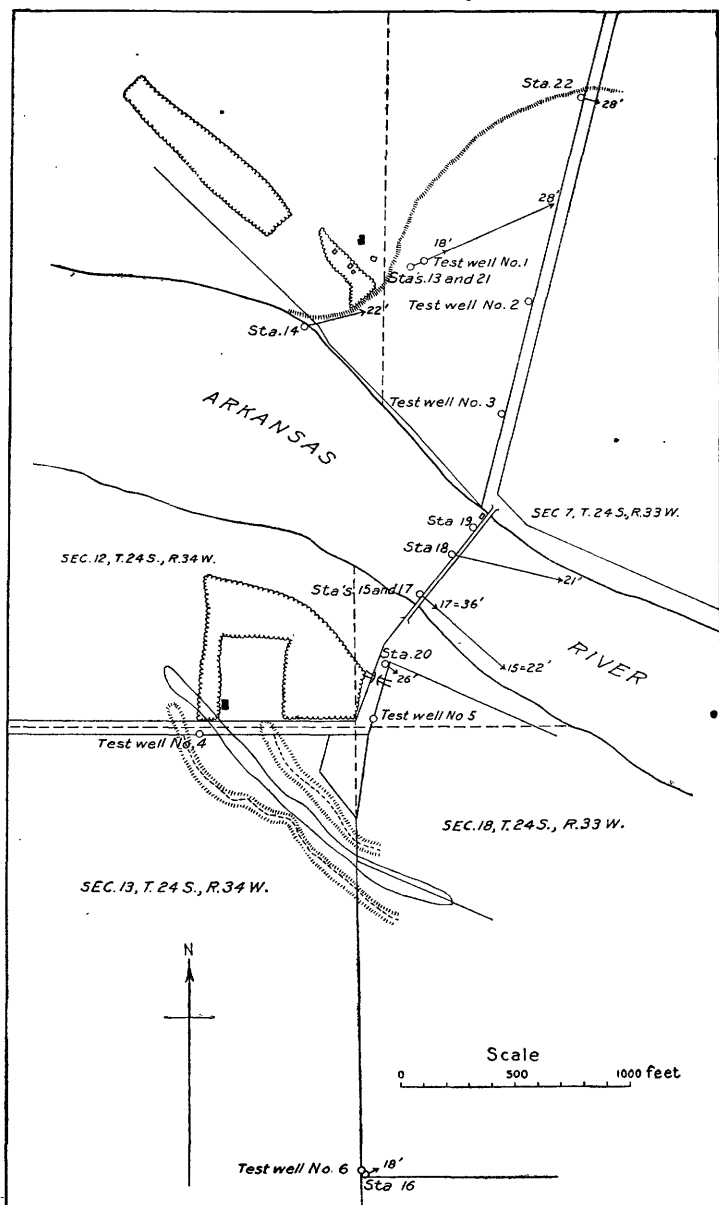 Sta. 22
28'
28'
18'
Test well No. 1
Sta's. 13 and 21
Test well No. 2
22'
Sta. 14
Test well No. 3
ARKANSAS
SEC 7, T. 24 S., R. 33 W.
Sta 19
Sta 18
SEC. 12, T. 24 S., R. 34 W.
21'
Sta's 15 and 17
17=36'
RIVER
15=22'
Sta. 20
26'
Test well No 5
Test well No. 4
SEC. 18, T. 24 S., R. 33 W.
SEC. 13, T. 24 S., R. 34 W.
N
Scale
0 500 1000 feet
Test well No. 6
18'
Sta 16